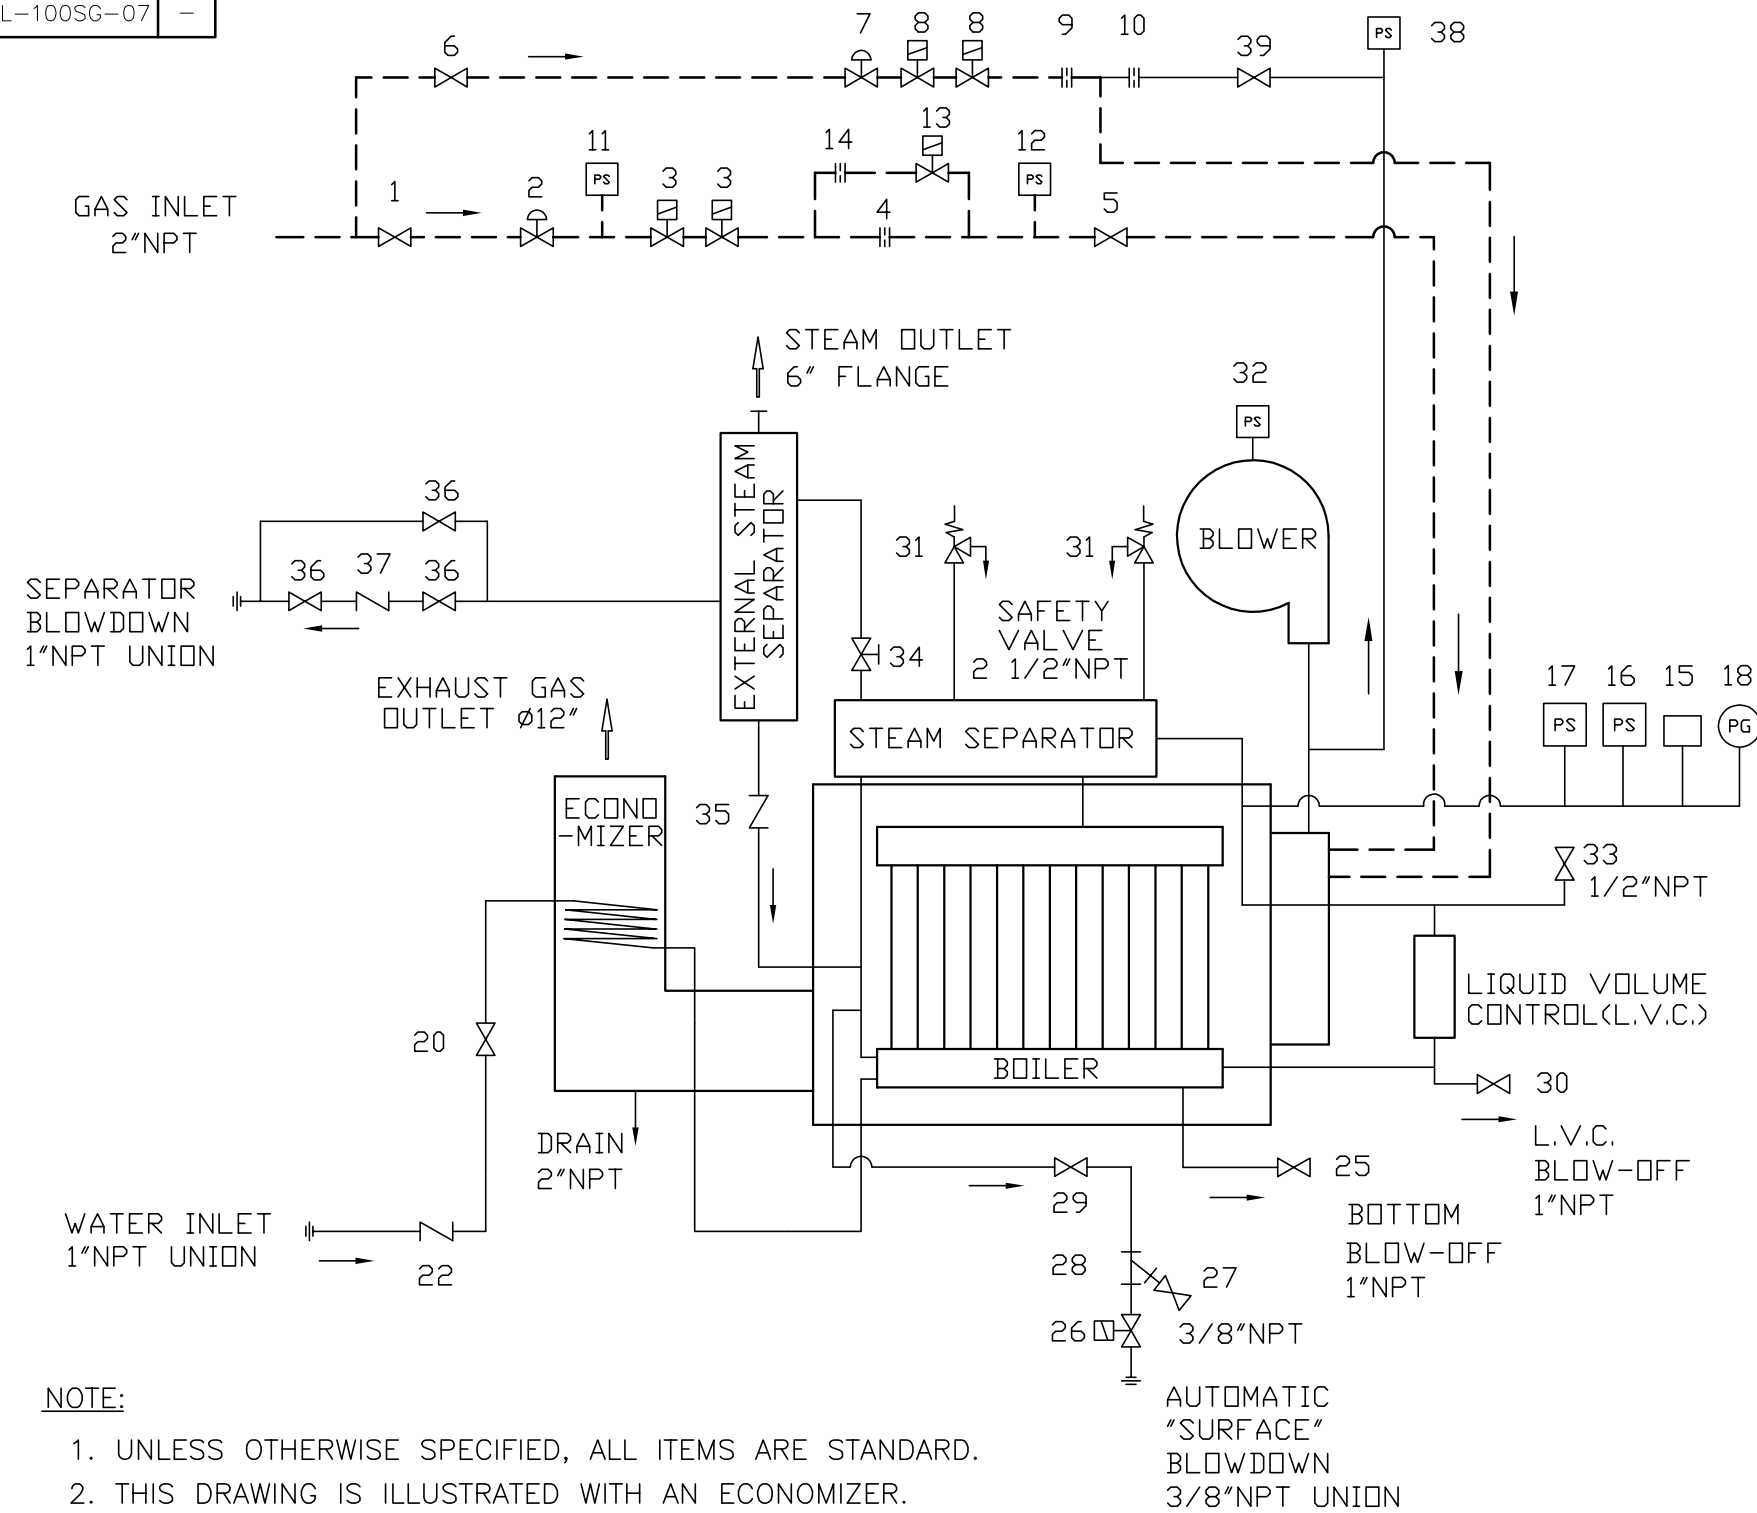 L-100SG-07 -
6
7
8
8
9
10
39
PS
38
11
PS
3
3
14
13
12
PS
GAS INLET
2"NPT
1
2
4
5
STEAM OUTLET
6" FLANGE
32
PS
BLOWER
EXTERNAL STEAM
SEPARATOR
36
36
37
36
SEPARATOR
BLOWDOWN
1"NPT UNION
31
31
SAFETY
VALVE
2 1/2"NPT
34
EXHAUST GAS
OUTLET ø12"
STEAM SEPARATOR
17
16
15
18
PS
PS
PG
ECONO
-MIZER
35
33
1/2"NPT
LIQUID VOLUME
CONTROL(L.V.C.)
20
BOILER
30
L.V.C.
BLOW-OFF
1"NPT
DRAIN
2"NPT
25
BOTTOM
BLOW-OFF
1"NPT
29
WATER INLET
1"NPT UNION
22
28
27
26
3/8"NPT
AUTOMATIC
"SURFACE"
BLOWDOWN
3/8"NPT UNION
NOTE:
1. UNLESS OTHERWISE SPECIFIED, ALL ITEMS ARE STANDARD.
2. THIS DRAWING IS ILLUSTRATED WITH AN ECONOMIZER.